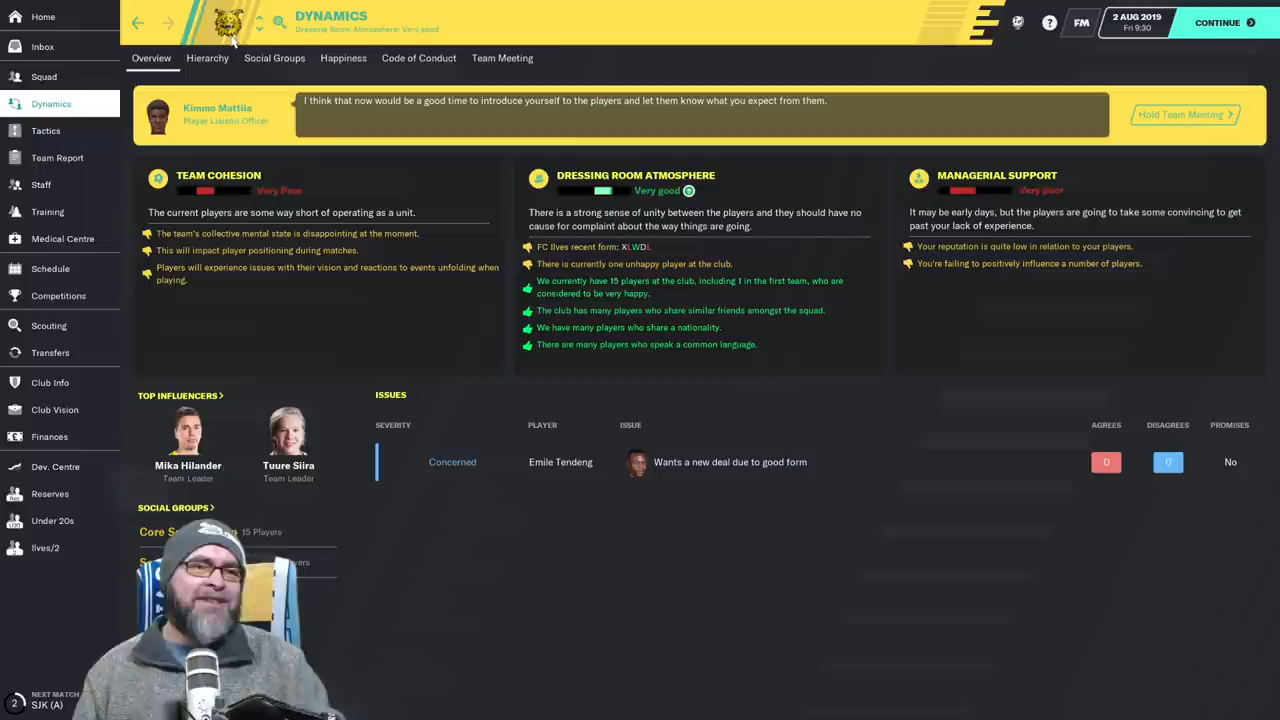 Home
Inbox
Squad
Dynamics
Tactics
Team Report
Staff
Training
Medical Centre
Schedule
Competitions
Scouting
Transfers
Club Info
Club Vision
Finances
Dev. Centre
Reserves
Under 20s
Ilves/2
2
NEXT MATCH
SJK (A)
DYNAMICS
Dressing Room Atmosphere: Very good
FM
2 AUG 2019
Fri 9:30
CONTINUE
Overview
Hierarchy
Social Groups
Happiness
Code of Conduct
Team Meeting
Kimmo Mattila
Player Liaison Officer
I think that now would be a good time to introduce yourself to the players and let them know what you expect from them.
Hold Team Meeting
TEAM COHESION
Very Poor
The current players are some way short of operating as a unit.
The team's collective mental state is disappointing at the moment.
This will impact player positioning during matches.
Players will experience issues with their vision and reactions to events unfolding when
playing.
DRESSING ROOM ATMOSPHERE
Very good
There is a strong sense of unity between the players and they should have no
cause for complaint about the way things are going.
FC Ilves recent form: XLWDL
There is currently one unhappy player at the club.
We currently have 15 players at the club, including 1 in the first team, who are
considered to be very happy.
The club has many players who share similar friends amongst the squad.
We have many players who share a nationality.
There are many players who speak a common language.
MANAGERIAL SUPPORT
Very poor
It may be early days, but the players are going to take some convincing to get
past your lack of experience.
Your reputation is quite low in relation to your players.
You're failing to positively influence a number of players.
TOP INFLUENCERS
Mika Hilander
Team Leader
Tuure Siira
Team Leader
SOCIAL GROUPS
Core
15 Players
ISSUES
SEVERITY
PLAYER
ISSUE
AGREES
DISAGREES
PROMISES
Concerned
Emile Tendeng
Wants a new deal due to good form
0
0
No